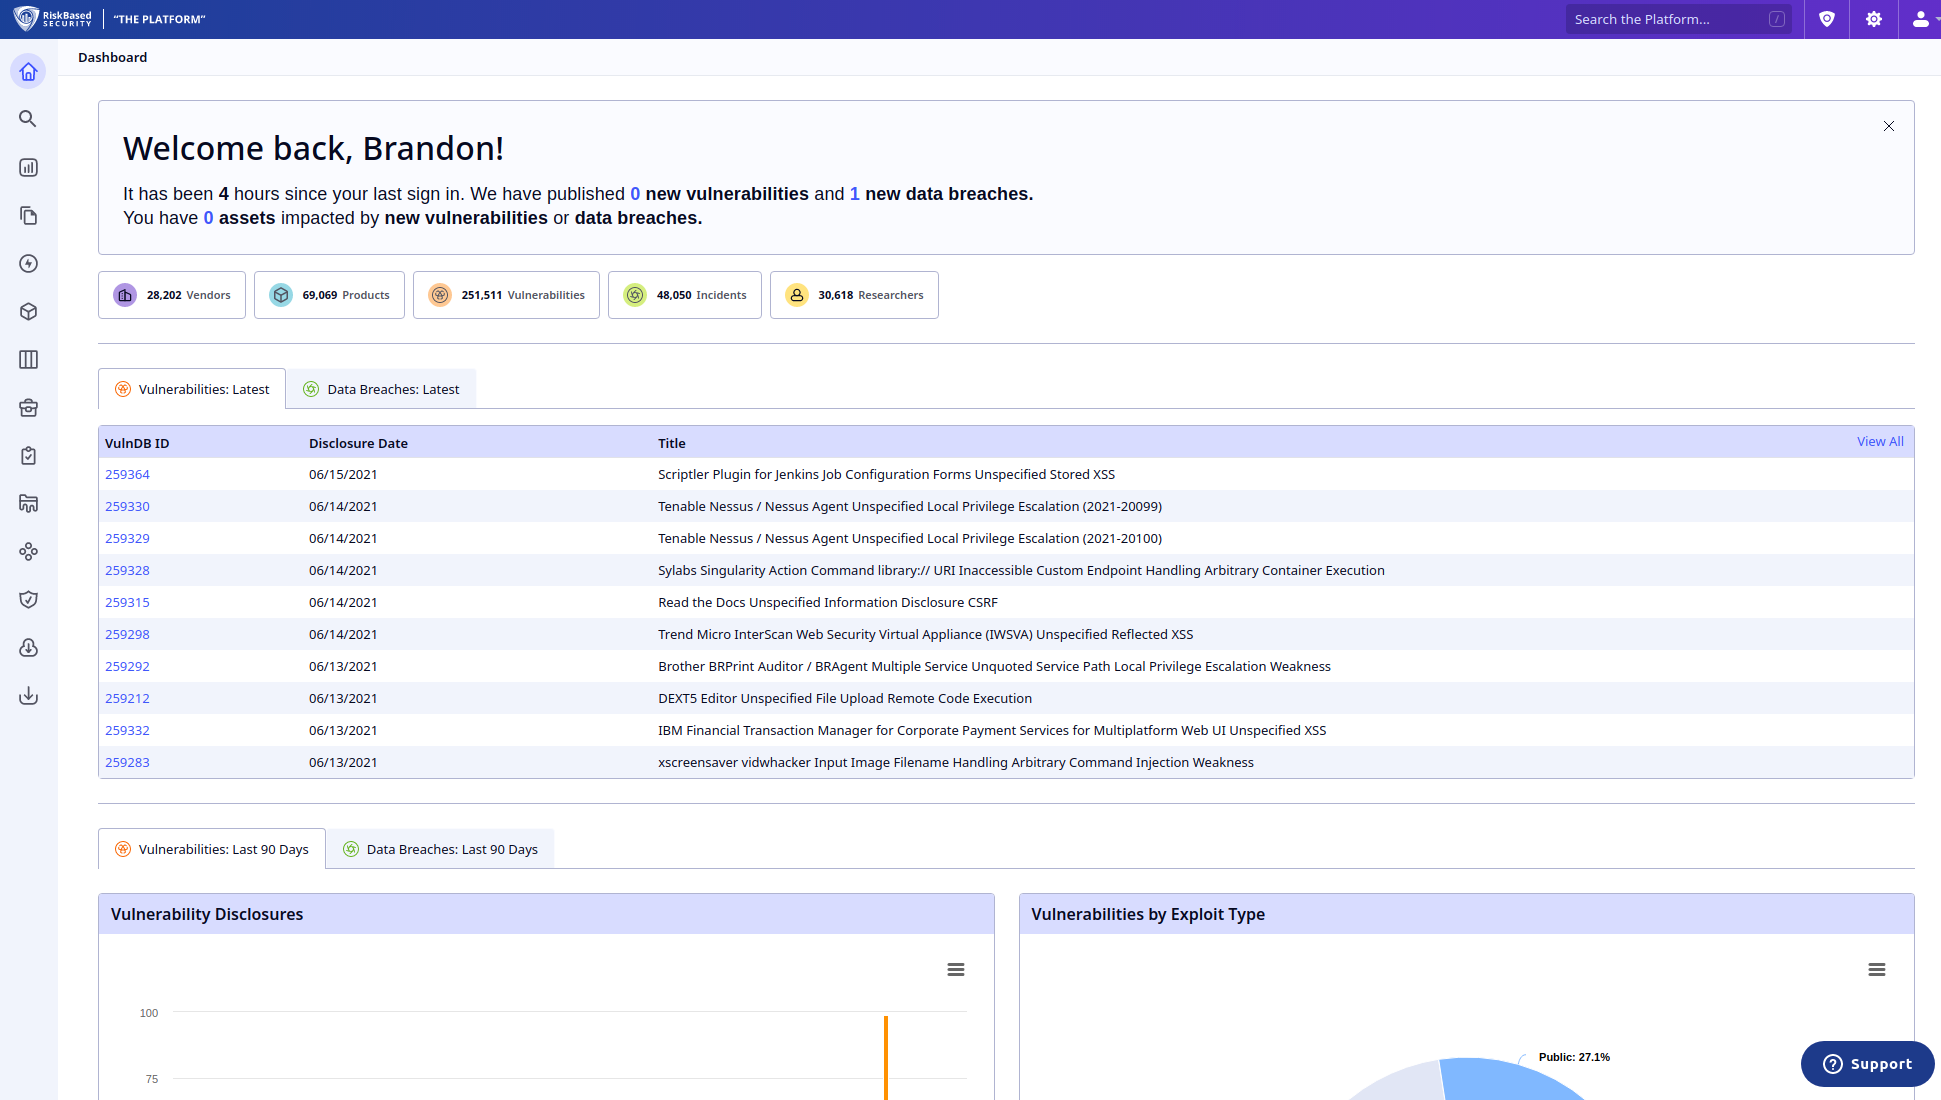 RiskBased
SECURITY
“THE PLATFORM”
Search the Platform...
/
Dashboard
Welcome back, Brandon!
It has been 4 hours since your last sign in. We have published 0 new vulnerabilities and 1 new data breaches.
You have 0 assets impacted by new vulnerabilities or data breaches.
28,202 Vendors
69,069 Products
251,511 Vulnerabilities
48,050 Incidents
30,618 Researchers
Vulnerabilities: Latest
Data Breaches: Latest
VulnDB ID Disclosure Date Title View All
259364 06/15/2021 Scriptler Plugin for Jenkins Job Configuration Forms Unspecified Stored XSS
259330 06/14/2021 Tenable Nessus / Nessus Agent Unspecified Local Privilege Escalation (2021-20099)
259329 06/14/2021 Tenable Nessus / Nessus Agent Unspecified Local Privilege Escalation (2021-20100)
259328 06/14/2021 Sylabs Singularity Action Command library:// URI Inaccessible Custom Endpoint Handling Arbitrary Container Execution
259315 06/14/2021 Read the Docs Unspecified Information Disclosure CSRF
259298 06/14/2021 Trend Micro InterScan Web Security Virtual Appliance (IWSVA) Unspecified Reflected XSS
259292 06/13/2021 Brother BRPrint Auditor / BRAgent Multiple Service Unquoted Service Path Local Privilege Escalation Weakness
259212 06/13/2021 DEXT5 Editor Unspecified File Upload Remote Code Execution
259332 06/13/2021 IBM Financial Transaction Manager for Corporate Payment Services for Multiplatform Web UI Unspecified XSS
259283 06/13/2021 xscreensaver vidwhacker Input Image Filename Handling Arbitrary Command Injection Weakness
Vulnerabilities: Last 90 Days
Data Breaches: Last 90 Days
Vulnerability Disclosures
Vulnerabilities by Exploit Type
100
75
Public: 27.1%
Support